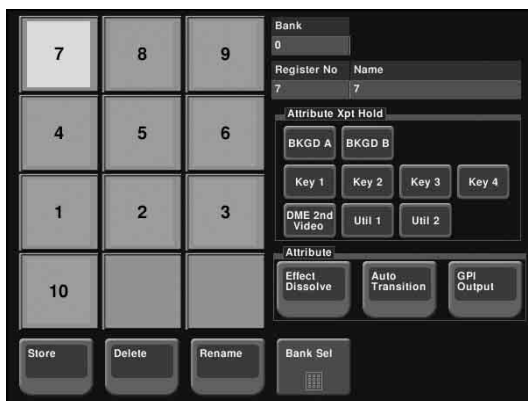 7
8
9
4
5
6
1
2
3
10
Store
Delete
Rename
Bank
0
Register No
Name
7
7
Attribute Xpt Hold
BKGD A
BKGD B
Key 1
Key 2
Key 3
Key 4
DME 2nd
Video
Util 1
Util 2
Attribute
Effect
Dissolve
Auto
Transition
GPI
Output
Bank Sel